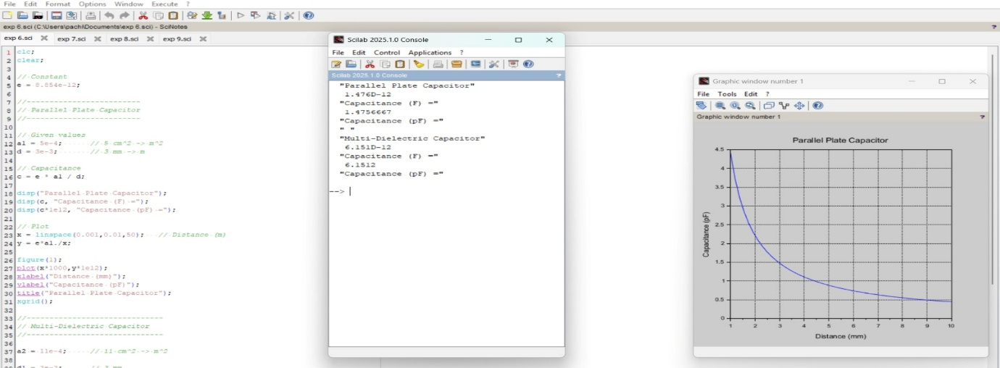 File Edit Format Options Window Execute ?
exp 6.sci (C:\Users\pachi\Documents\exp 6.sci) - SciNotes
?
exp 6.sci exp 7.sci exp 8.sci exp 9.sci
1 clc;
2 clear;
3
4 // Constant
5 e = 8.854e-12;
6
7 //--------------------------
8 // Parallel Plate Capacitor
9 //--------------------------
10
11 // Given values
12 a1 = 5e-4; // 5 cm^2 -> m^2
13 d = 3e-3; // 3 mm -> m
14
15 // Capacitance
16 c = e * a1 / d;
17
18 disp("Parallel Plate Capacitor");
19 disp(c, "Capacitance (F) =");
20 disp(c*1e12, "Capacitance (pF) =");
21
22 // Plot
23 x = linspace(0.001,0.01,50); // Distance (m)
24 y = e*a1./x;
25
26 figure(1);
27 plot(x*1000,y*1e12);
28 xlabel("Distance (mm)");
29 ylabel("Capacitance (pF)");
30 title("Parallel Plate Capacitor");
31 xgrid();
32
33 //------------------------------
34 // Multi-Dielectric Capacitor
35 //------------------------------
36
37 a2 = 11e-4; // 11 cm^2 -> m^2
38
Scilab 2025.1.0 Console
File Edit Control Applications ?
Scilab 2025.1.0 Console
?
"Parallel Plate Capacitor"
1.476D-12
"Capacitance (F) ="
1.4756667
"Capacitance (pF) ="
" "
"Multi-Dielectric Capacitor"
6.151D-12
"Capacitance (F) ="
6.1512
"Capacitance (pF) ="
-->
Graphic window number 1
File Tools Edit ?
Graphic window number 1
?
Parallel Plate Capacitor
4.5
4
3.5
3
2.5
2
1.5
1
0.5
0
Capacitance (pF)
1 2 3 4 5 6 7 8 9 10
Distance (mm)